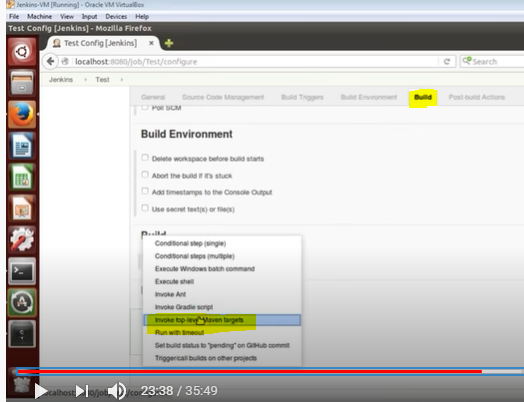 Jenkins-VM [Running] - Oracle VM VirtualBox
File Machine View Input Devices Help
Test Config [Jenkins] - Mozilla Firefox
Test Config [Jenkins]
localhost:8080/job/Test/configure
Search
Jenkins Test
General Source Code Management Build Triggers Build Environment Build Post-build Actions
Poll SCM
Build Environment
Delete workspace before build starts
Abort the build if it's stuck
Add timestamps to the Console Output
Use secret text(s) or file(s)
Build
Conditional step (single)
Conditional steps (multiple)
Execute Windows batch command
Execute shell
Invoke Ant
Invoke Gradle script
Invoke top-level Maven targets
Run with timeout
Set build status to "pending" on GitHub commit
Trigger/call builds on other projects
23:38 / 35:49